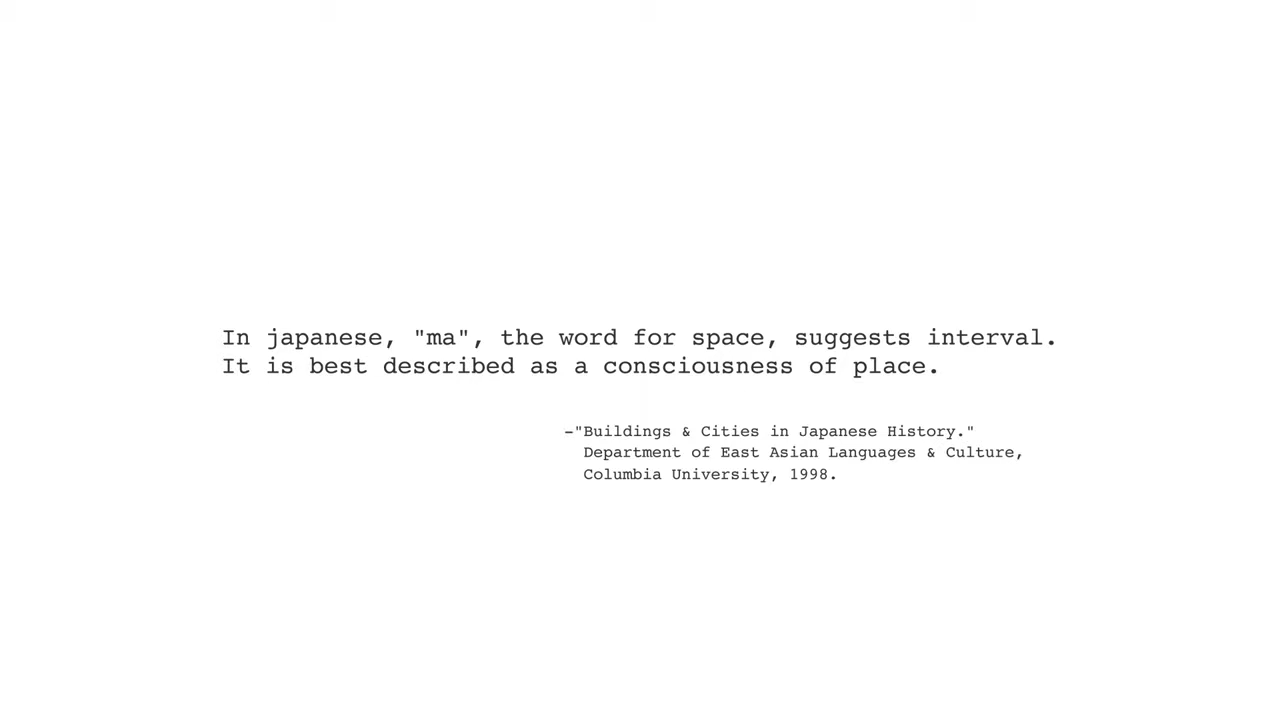 In japanese, "ma", the word for space, suggests interval.
It is best described as a consciousness of place.
-"Buildings & Cities in Japanese History."
Department of East Asian Languages & Culture,
Columbia University, 1998.